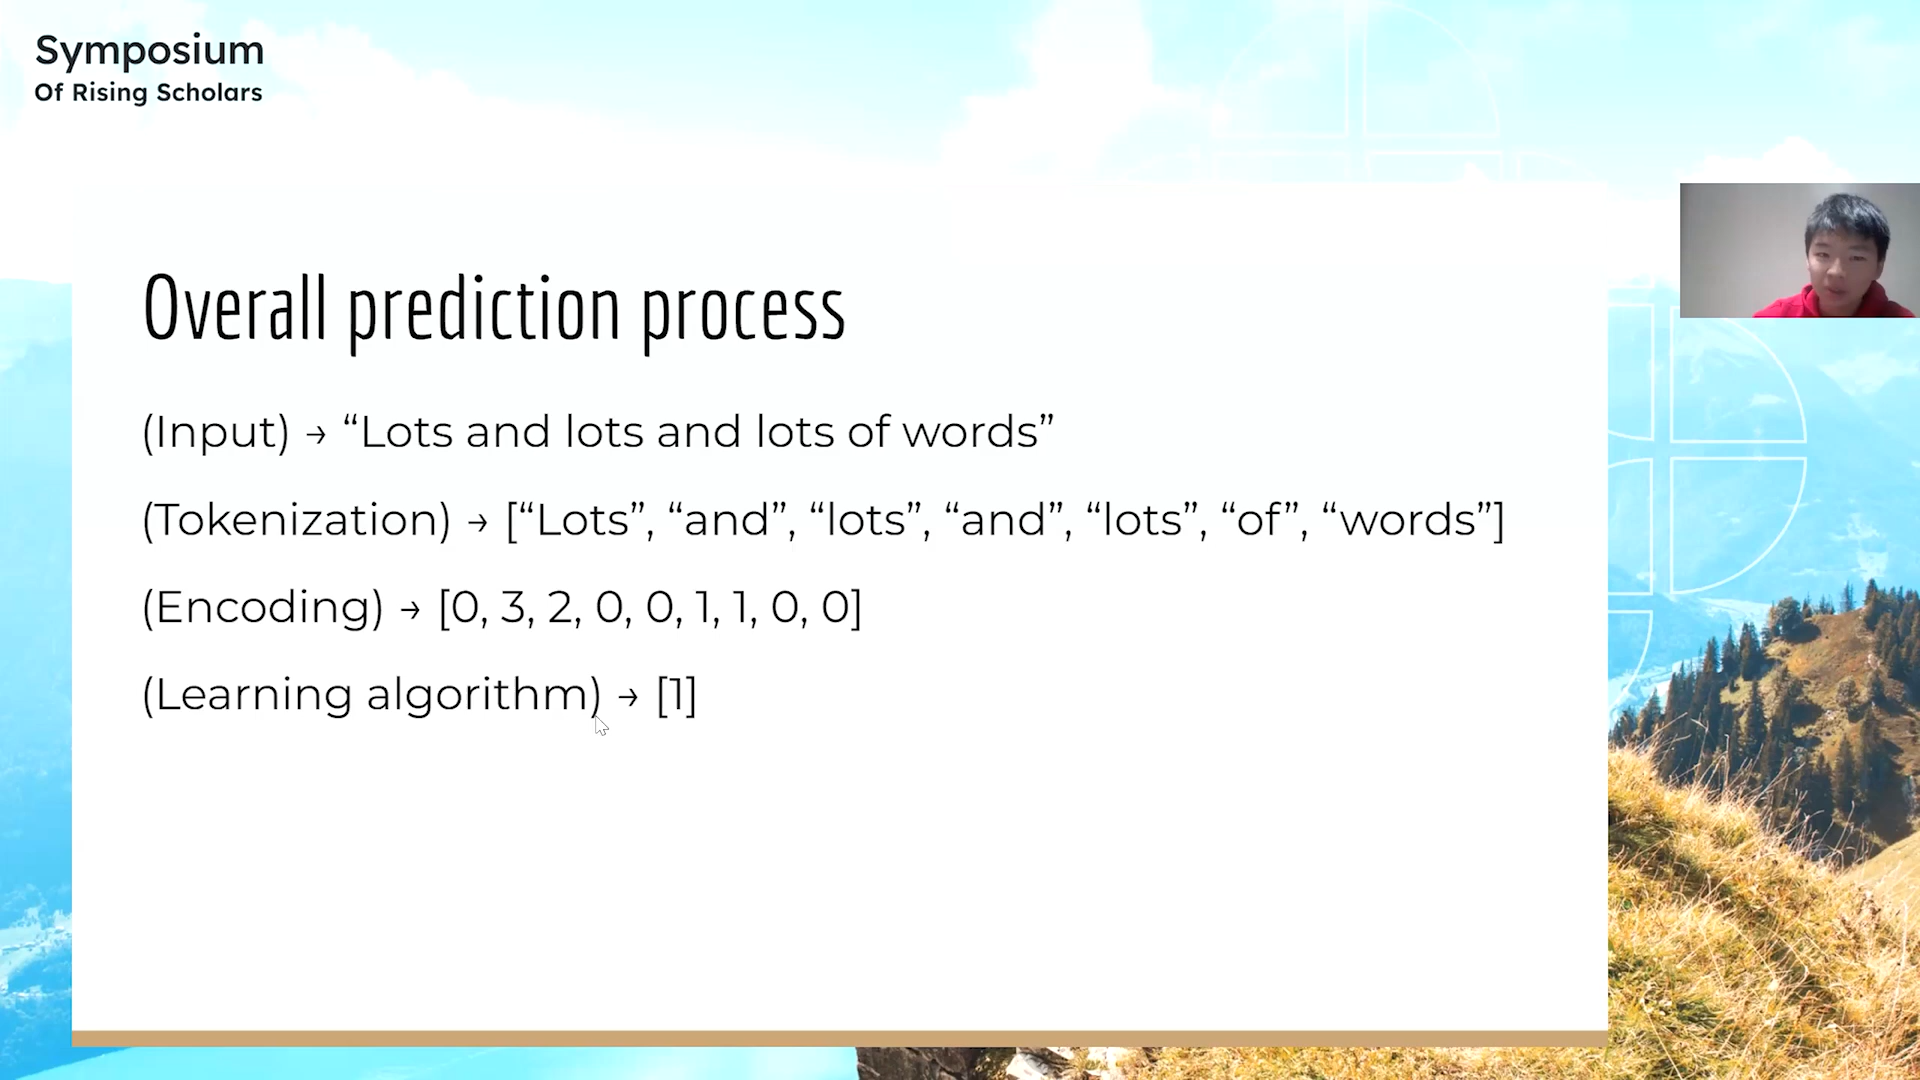 Symposium
Of Rising Scholars
Overall prediction process
(Input) → “Lots and lots and lots of words”
(Tokenization) → [“Lots”, “and”, “lots”, “and”, “lots”, “of”, “words”]
(Encoding) → [0, 3, 2, 0, 0, 1, 1, 0, 0]
(Learning algorithm) → [1]